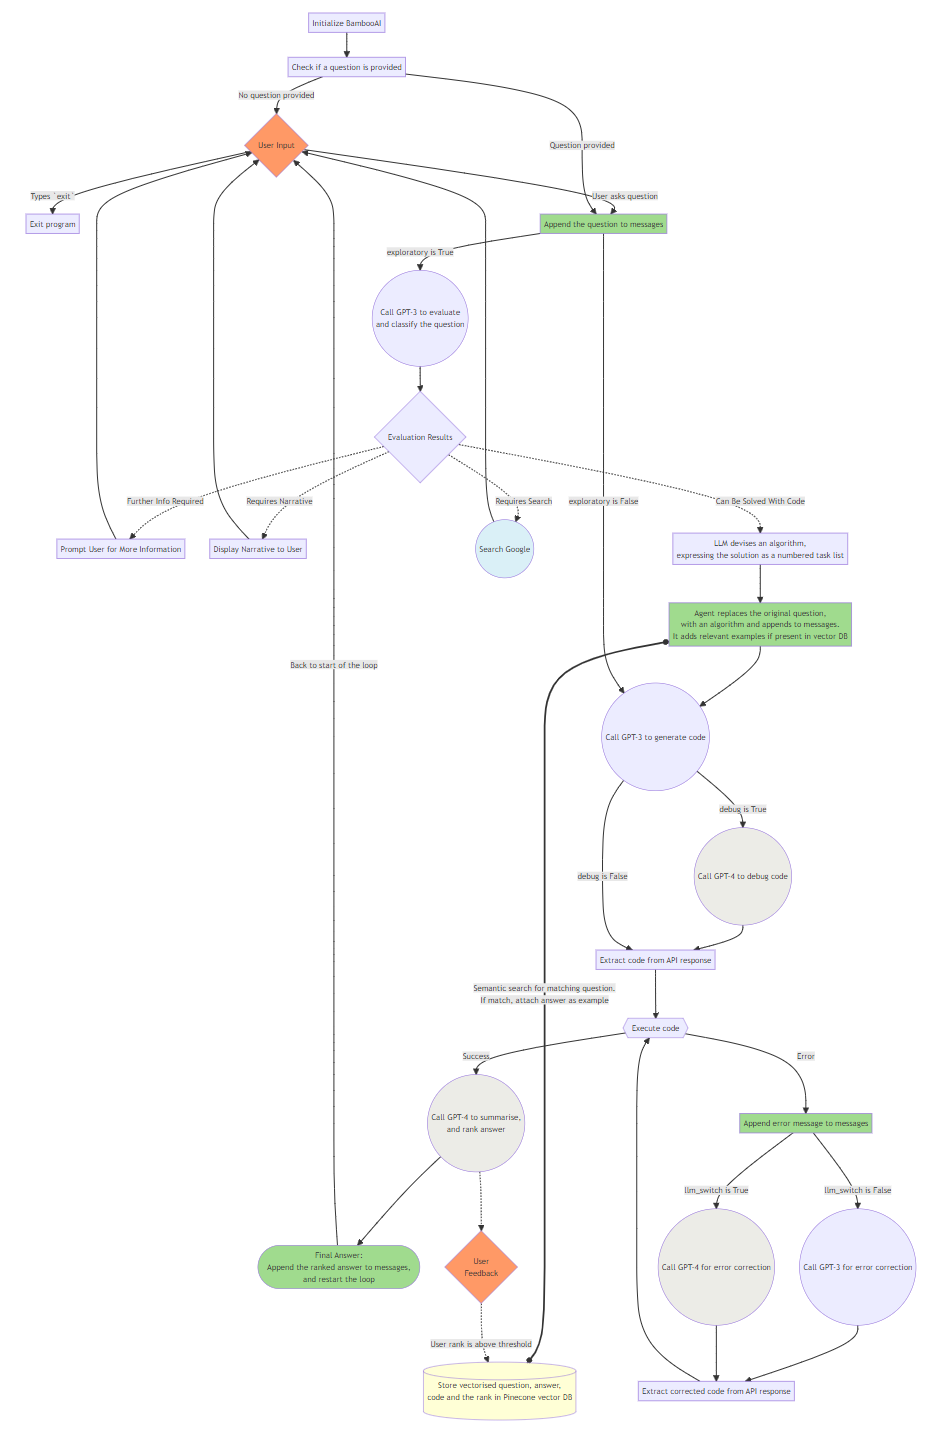 Initialize BambooAI
Check if a question is provided
No question provided
Question provided
User Input
Types `exit`
User asks question
Exit program
Append the question to messages
exploratory is True
Call GPT-3 to evaluate
and classify the question
Evaluation Results
Further Info Required
Requires Narrative
Requires Search
exploratory is False
Can Be Solved With Code
Prompt User for More Information
Display Narrative to User
Search Google
LLM devises an algorithm,
expressing the solution as a numbered task list
Agent replaces the original question,
with an algorithm and appends to messages.
It adds relevant examples if present in vector DB
Back to start of the loop
Call GPT-3 to generate code
debug is True
debug is False
Call GPT-4 to debug code
Extract code from API response
Semantic search for matching question.
If match, attach answer as example
Execute code
Success
Error
Call GPT-4 to summarise,
and rank answer
Append error message to messages
llm_switch is True
llm_switch is False
Final Answer:
Append the ranked answer to messages,
and restart the loop
User
Feedback
Call GPT-4 for error correction
Call GPT-3 for error correction
User rank is above threshold
Store vectorised question, answer,
code and the rank in Pinecone vector DB
Extract corrected code from API response